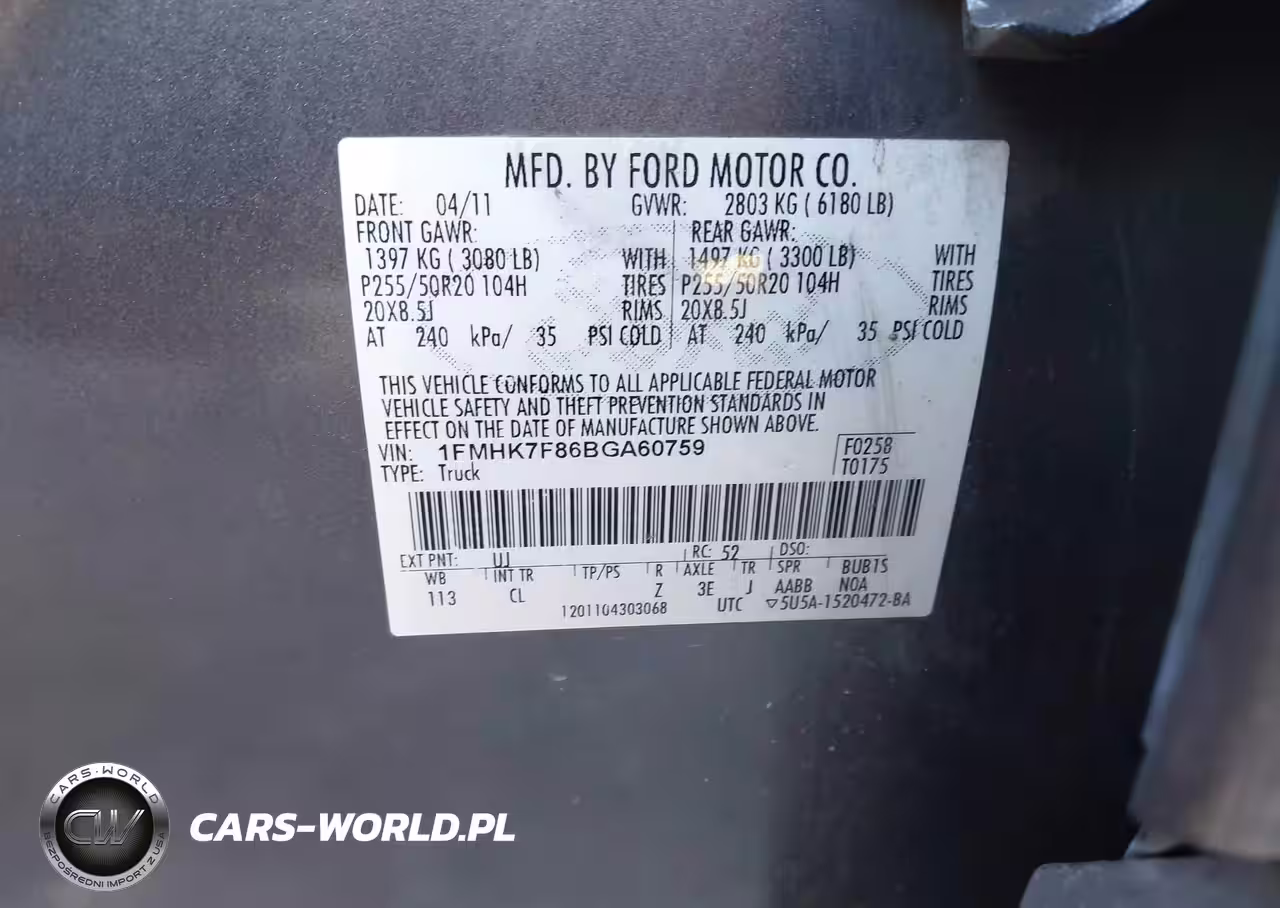 MFD. BY FORD MOTOR CO.
DATE: 04/11 GVWR: 2803 KG ( 6180 LB)
FRONT GAWR: REAR GAWR:
1397 KG ( 3080 LB) WITH 1497 KG ( 3300 LB) WITH
P255/50R20 104H TIRES P255/50R20 104H TIRES
20X8.5J RIMS 20X8.5J RIMS
AT 240 kPa/ 35 PSI COLD AT 240 kPa/ 35 PSI COLD
THIS VEHICLE CONFORMS TO ALL APPLICABLE FEDERAL MOTOR
VEHICLE SAFETY AND THEFT PREVENTION STANDARDS IN
EFFECT ON THE DATE OF MANUFACTURE SHOWN ABOVE.
VIN: 1FMHK7F86BGA60759 F0258
TYPE: Truck T0175
EXT PNT: UJ RC: 52 DSO:
WB INT TR TP/PS R AXLE TR SPR BUB1S
113 CL Z 3E J AABB N0A
1201104303068 UTC ▽5U5A-1520472-BA
CARS-WORLD
CW
BEZPOŚREDNI IMPORT Z USA
CARS-WORLD.PL